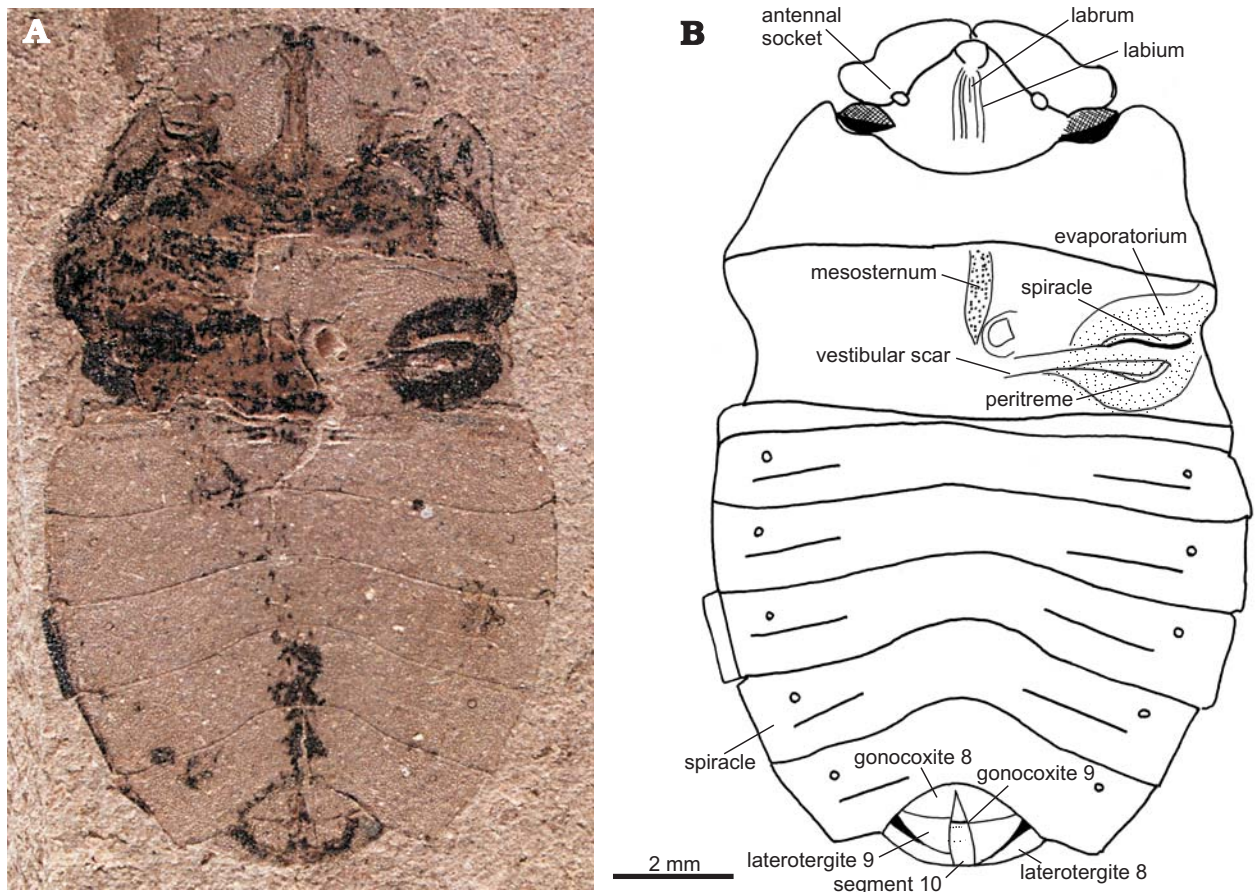 A
B
antennal
socket
labrum
labium
evaporatorium
mesosternum
spiracle
vestibular scar
peritreme
spiracle
gonocoxite 8
gonocoxite 9
laterotergite 9
laterotergite 8
segment 10
2 mm